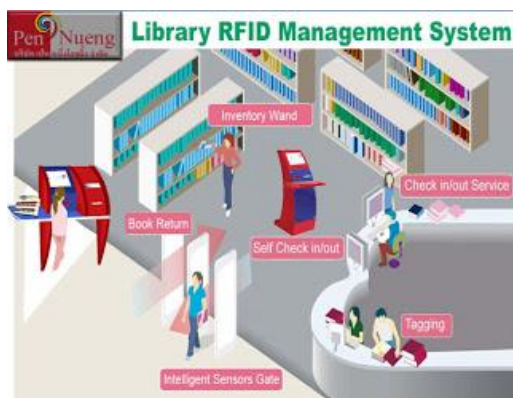 Pen Nueng
Library RFID Management System
Inventory Wand
Check in/out Service
Book Return
Self Check in/out
Tagging
Intelligent Sensors Gate